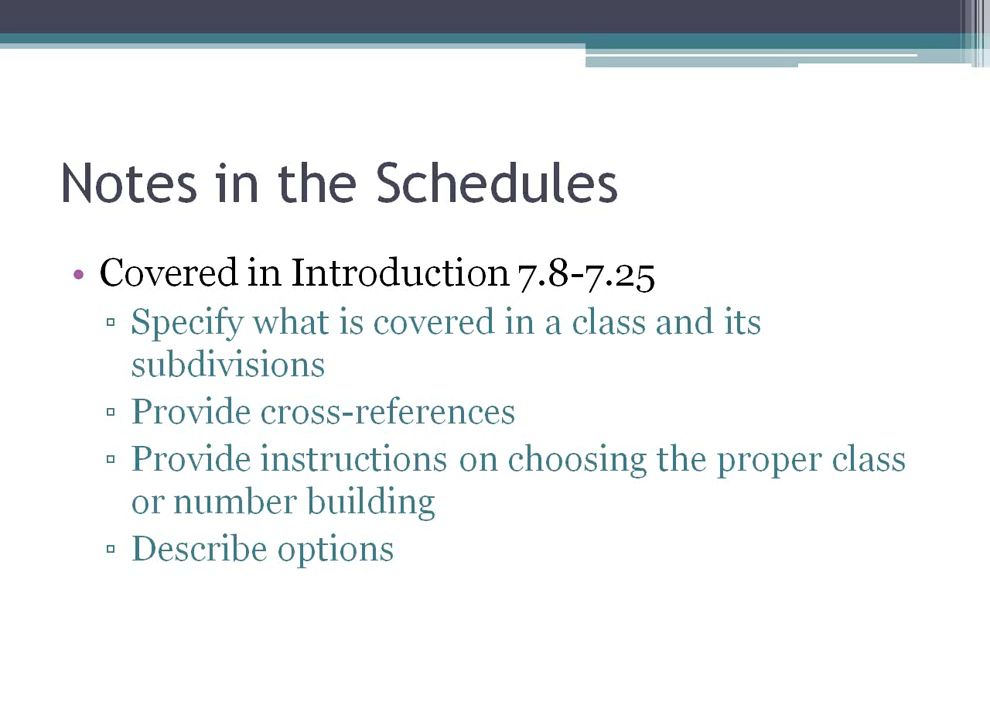 Notes in the Schedules
• Covered in Introduction 7.8-7.25
▫ Specify what is covered in a class and its
subdivisions
▫ Provide cross-references
▫ Provide instructions on choosing the proper class
or number building
▫ Describe options